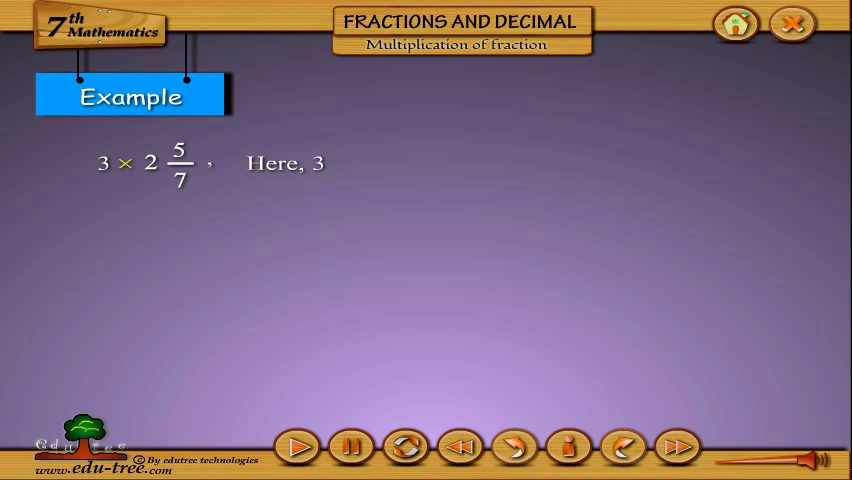 7th
Mathematics
FRACTIONS AND DECIMAL
Multiplication of fraction
Example
3 × 2 5/7 , Here, 3
Edutree
© By edutree technologies
www.edu-tree.com